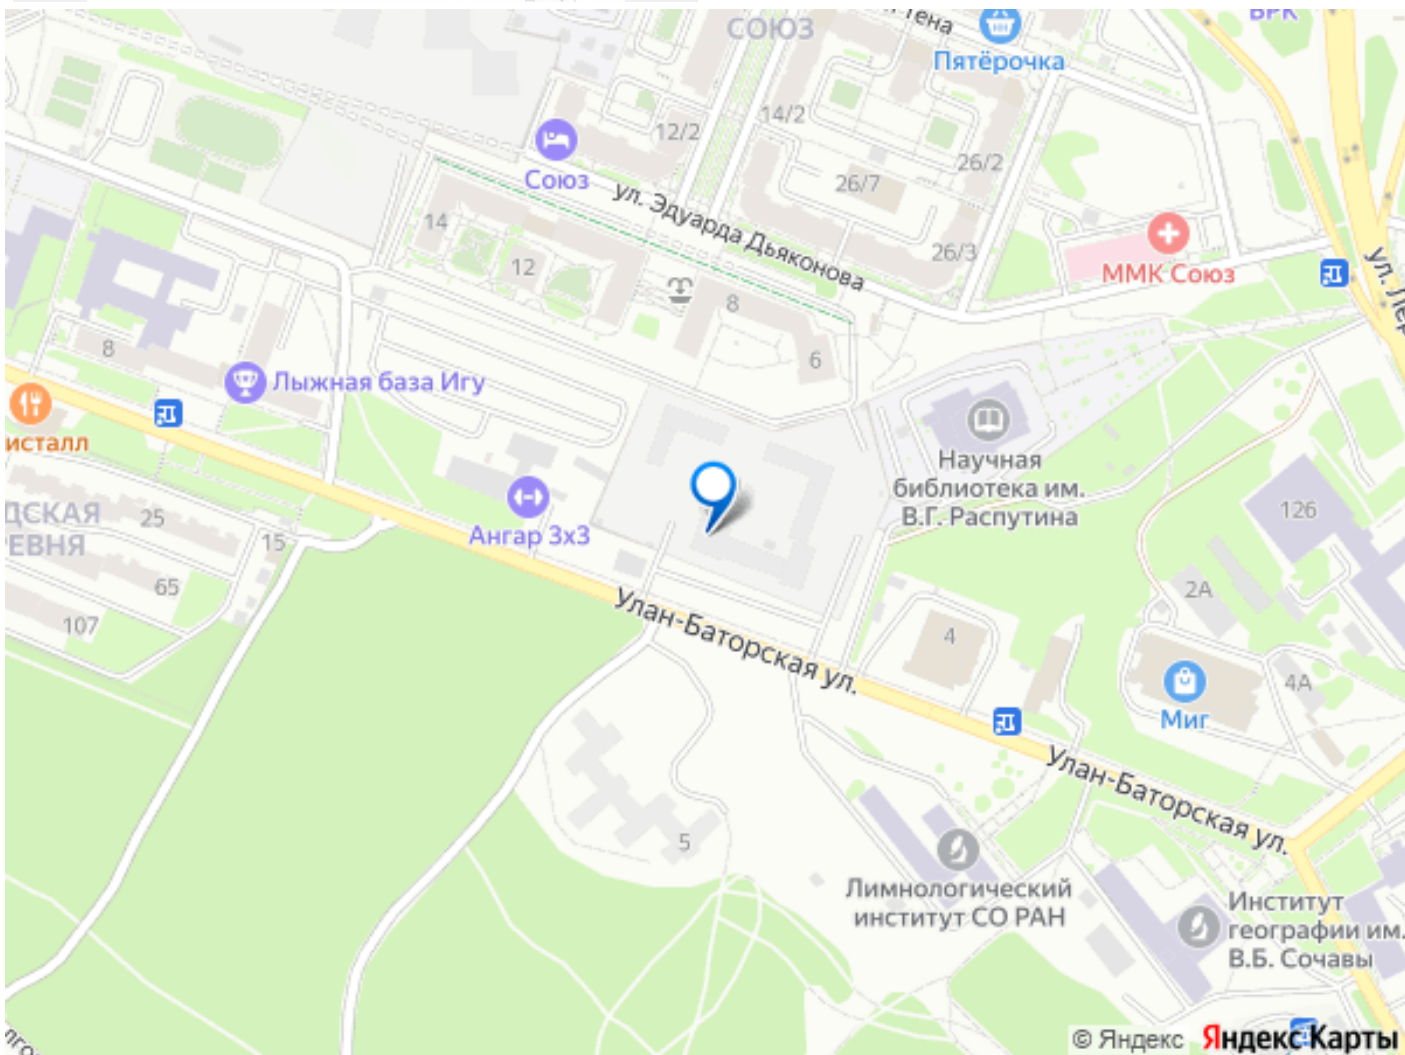 СОЮЗ
Пятёрочка
14/2
12/2
26/2
26/7
Союз
ул. Эдуарда Дьяконова
14
26/3
ММК Союз
12
8
6
8
Лыжная база Игу
Научная
библиотека им.
В.Г. Распутина
25
15
Ангар 3х3
126
65
2А
107
Улан-Баторская ул.
4
4А
Миг
Улан-Баторская ул.
5
Лимнологический
институт СО РАН
Институт
географии им.
В.Б. Сочавы
© Яндекс Яндекс Карты